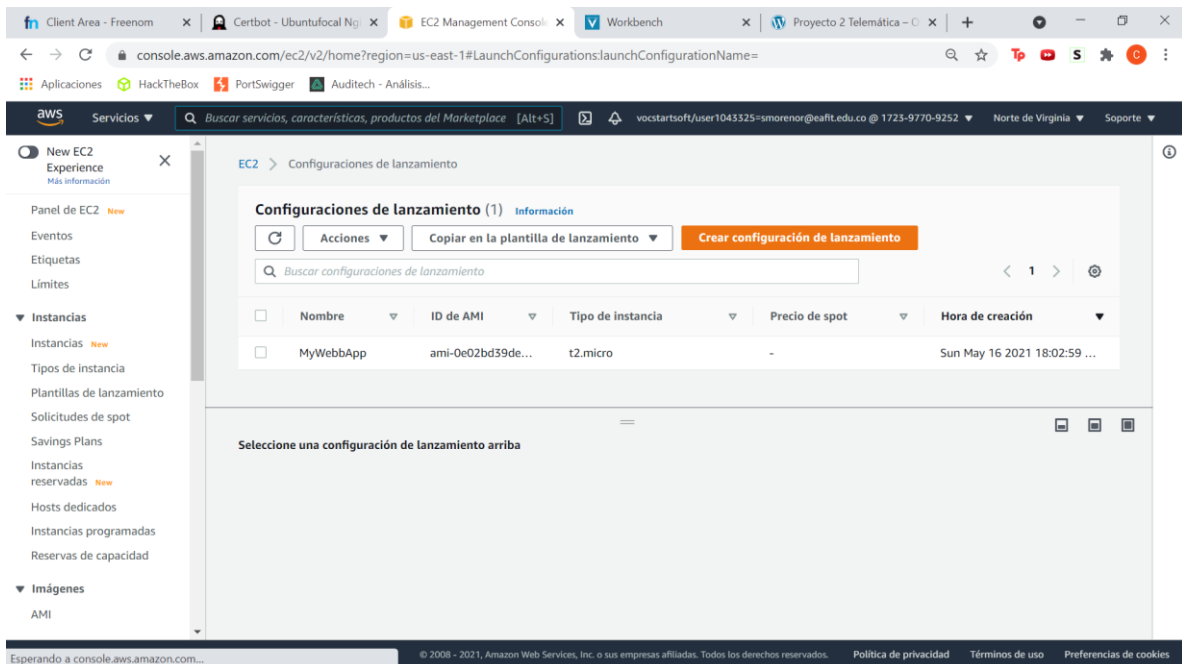 Client Area - Freenom
Certbot - Ubuntufocal Ngi
EC2 Management Consol
Workbench
Proyecto 2 Telemática – O
console.aws.amazon.com/ec2/v2/home?region=us-east-1#LaunchConfigurations:launchConfigurationName=
Aplicaciones HackTheBox PortSwigger Auditech - Análisis...
aws Servicios ▼ Buscar servicios, características, productos del Marketplace [Alt+S] vocstartsoft/user1043325=smorenor@eafit.edu.co @ 1723-9770-9252 ▼ Norte de Virginia ▼ Soporte ▼
New EC2
Experience
Más información
Panel de EC2 New
Eventos
Etiquetas
Límites
Instancias
Instancias New
Tipos de instancia
Plantillas de lanzamiento
Solicitudes de spot
Savings Plans
Instancias
reservadas New
Hosts dedicados
Instancias programadas
Reservas de capacidad
Imágenes
AMI
EC2 > Configuraciones de lanzamiento
Configuraciones de lanzamiento (1) Información
Acciones ▼ Copiar en la plantilla de lanzamiento ▼ Crear configuración de lanzamiento
Buscar configuraciones de lanzamiento
< 1 >
Nombre ID de AMI Tipo de instancia Precio de spot Hora de creación
MyWebbApp ami-0e02bd39de... t2.micro - Sun May 16 2021 18:02:59 ...
Seleccione una configuración de lanzamiento arriba
Esperando a console.aws.amazon.com...
© 2008 - 2021, Amazon Web Services, Inc. o sus empresas afiliadas. Todos los derechos reservados. Política de privacidad Términos de uso Preferencias de cookies